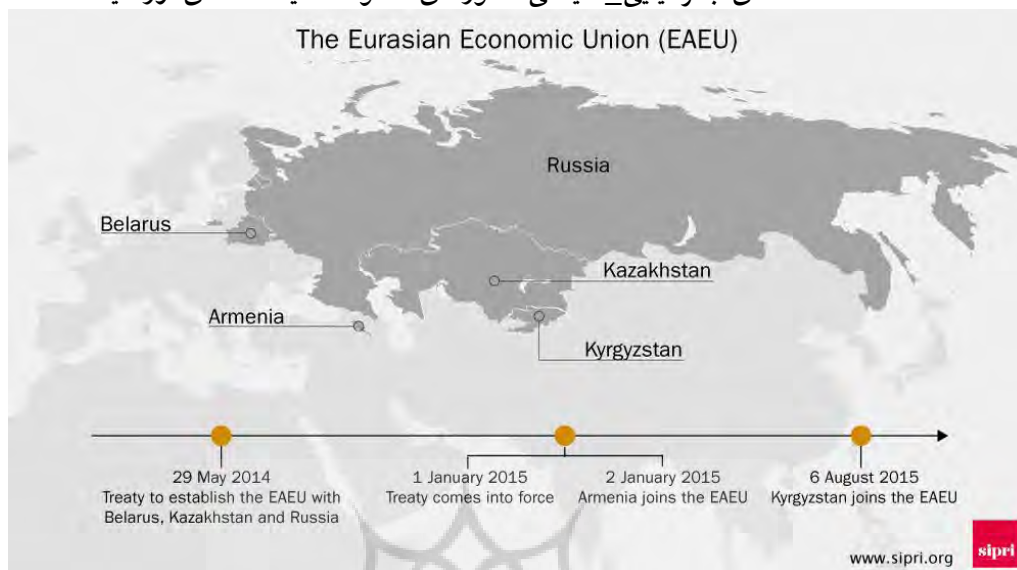 The Eurasian Economic Union (EAEU)
Russia
Belarus
Kazakhstan
Armenia
Kyrgyzstan
29 May 2014
Treaty to establish the EAEU with
Belarus, Kazakhstan and Russia
1 January 2015
Treaty comes into force
2 January 2015
Armenia joins the EAEU
6 August 2015
Kyrgyzstan joins the EAEU
www.sipri.org
sipri